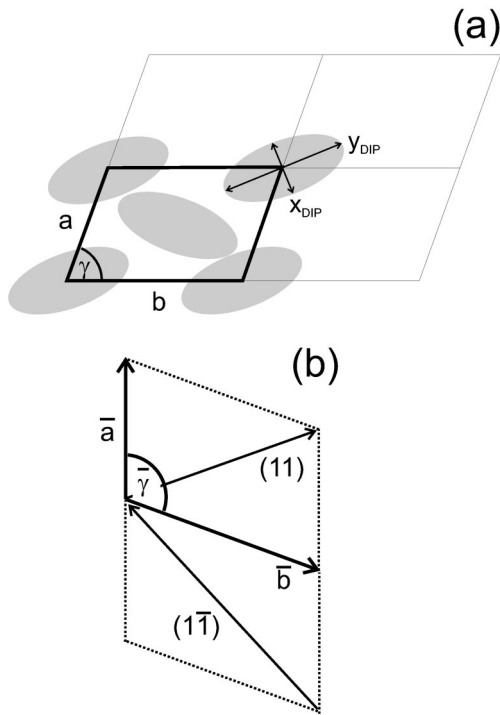 (a)
y_DIP
x_DIP
a
γ
b
(b)
a̅
γ̅
(11)
b̅
(11̅)